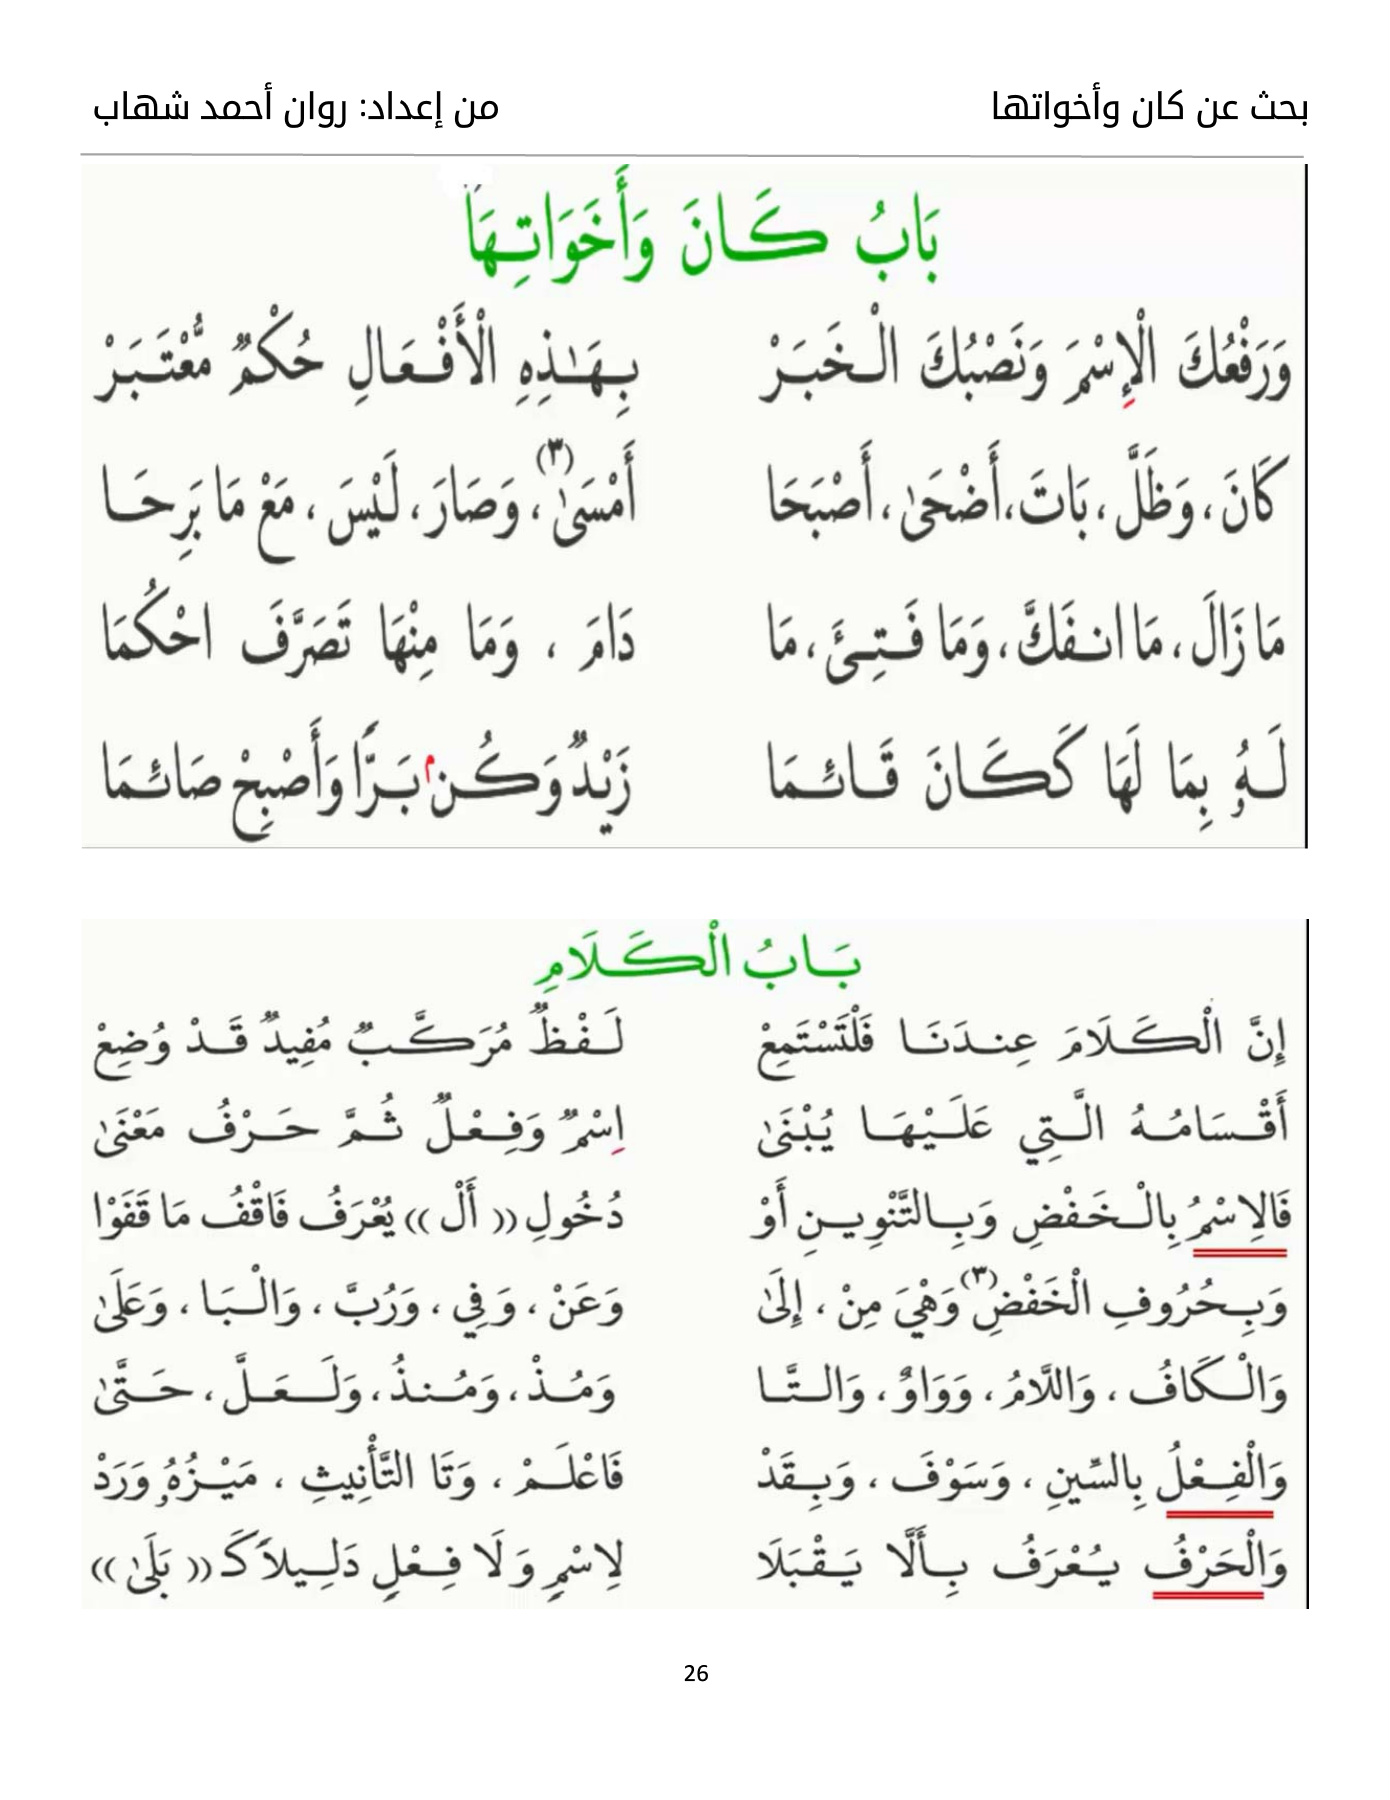 بحث عن كان وأخواتها من إعداد: روان أحمد شهاب
بَابُ كَانَ وَأَخَوَاتِهَا
وَرَفْعُكَ الْإِسْمَ وَنَصْبُكَ الْخَبَرْ بِهَٰذِهِ الْأَفْعَالِ حُكْمٌ مُّعْتَبَرْ
كَانَ، وَظَلَّ، بَاتَ، أَضْحَىٰ، أَصْبَحَا أَمْسَىٰ(٣)، وَصَارَ، لَيْسَ، مَعْ مَا بَرِحَا
مَا زَالَ، مَا انفَكَّ، وَمَا فَتِئَ، مَا دَامَ، وَمَا مِنْهَا تَصَرَّفَ احْكُمَا
لَهُۥ بِمَا لَهَا كَكَانَ قَائِمَا زَيْدٌ وَكُنۢ بَرًّا وَأَصْبِحْ صَائِمَا
بَابُ الْكَلَامِ
إِنَّ الْكَلَامَ عِندَنَا فَلْتَسْتَمِعْ لَفْظٌ مُرَكَّبٌ مُفِيدٌ قَدْ وُضِعْ
أَقْسَامُهُ الَّتِي عَلَيْهَا يُبْنَىٰ اِسْمٌ وَفِعْلٌ ثُمَّ حَرْفُ مَعْنَىٰ
فَالِاسْمُ بِالْخَفْضِ وَبِالتَّنْوِينِ أَوْ دُخُولِ ((أَلْ)) يُعْرَفُ فَاقْفُ مَا قَفَوْا
وَبِحُرُوفِ الْخَفْضِ(٣) وَهْيَ مِنْ، إِلَىٰ وَعَنْ، وَفِي، وَرُبَّ، وَالْبَا، وَعَلَىٰ
وَالْكَافُ، وَاللَّامُ، وَوَاوٌ، وَالتَّا وَمُذْ، وَمُنذُ، وَلَعَلَّ، حَتَّىٰ
وَالْفِعْلُ بِالسِّينِ، وَسَوْفَ، وَبِقَدْ فَاعْلَمْ، وَتَا التَّأْنِيثِ، مَيْزُهُۥ وَرَدْ
وَالْحَرْفُ يُعْرَفُ بِأَلَّا يَقْبَلَا لِاسْمٍ وَلَا فِعْلٍ دَلِيلاً كَـ((بَلَىٰ))
26